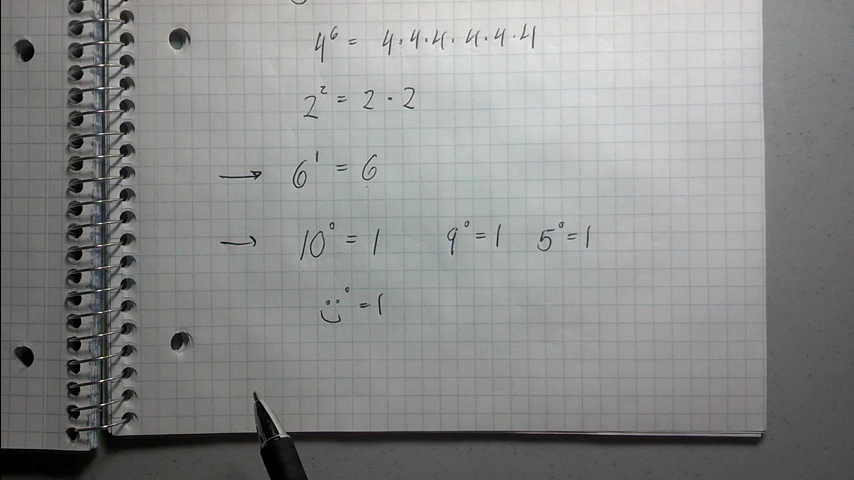 4⁶ = 4·4·4·4·4·4
2² = 2·2
→ 6¹ = 6
→ 10⁰ = 1 9⁰ = 1 5⁰ = 1
☺⁰ = 1